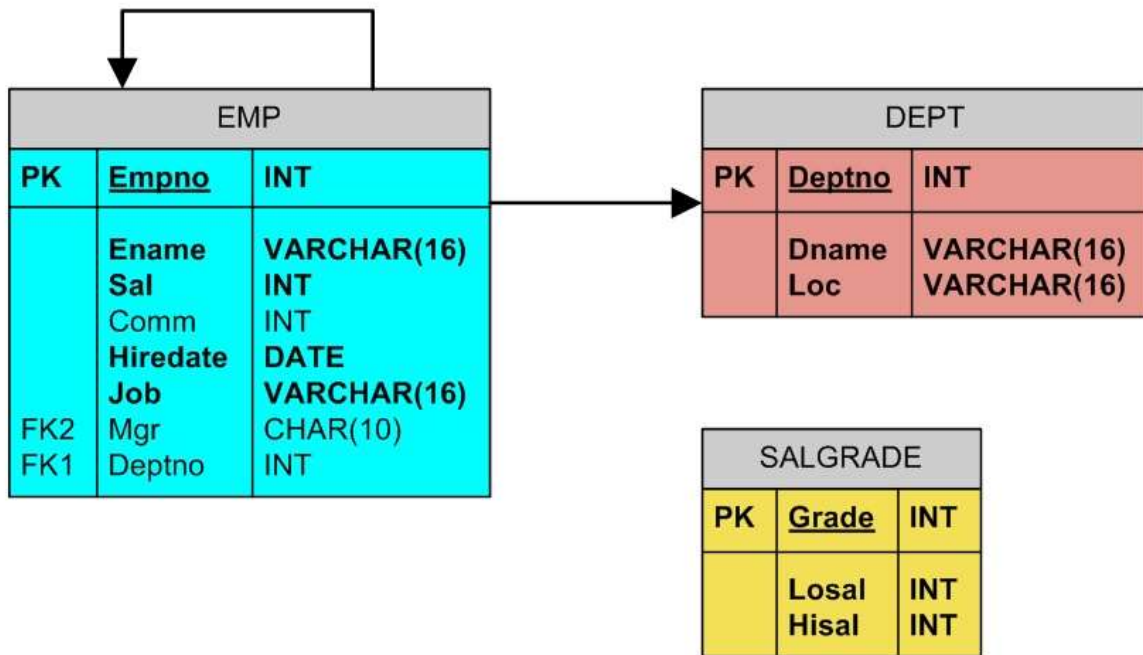 EMP
PK Empno INT
Ename VARCHAR(16)
Sal INT
Comm INT
Hiredate DATE
Job VARCHAR(16)
FK2 Mgr CHAR(10)
FK1 Deptno INT
DEPT
PK Deptno INT
Dname VARCHAR(16)
Loc VARCHAR(16)
SALGRADE
PK Grade INT
Losal INT
Hisal INT